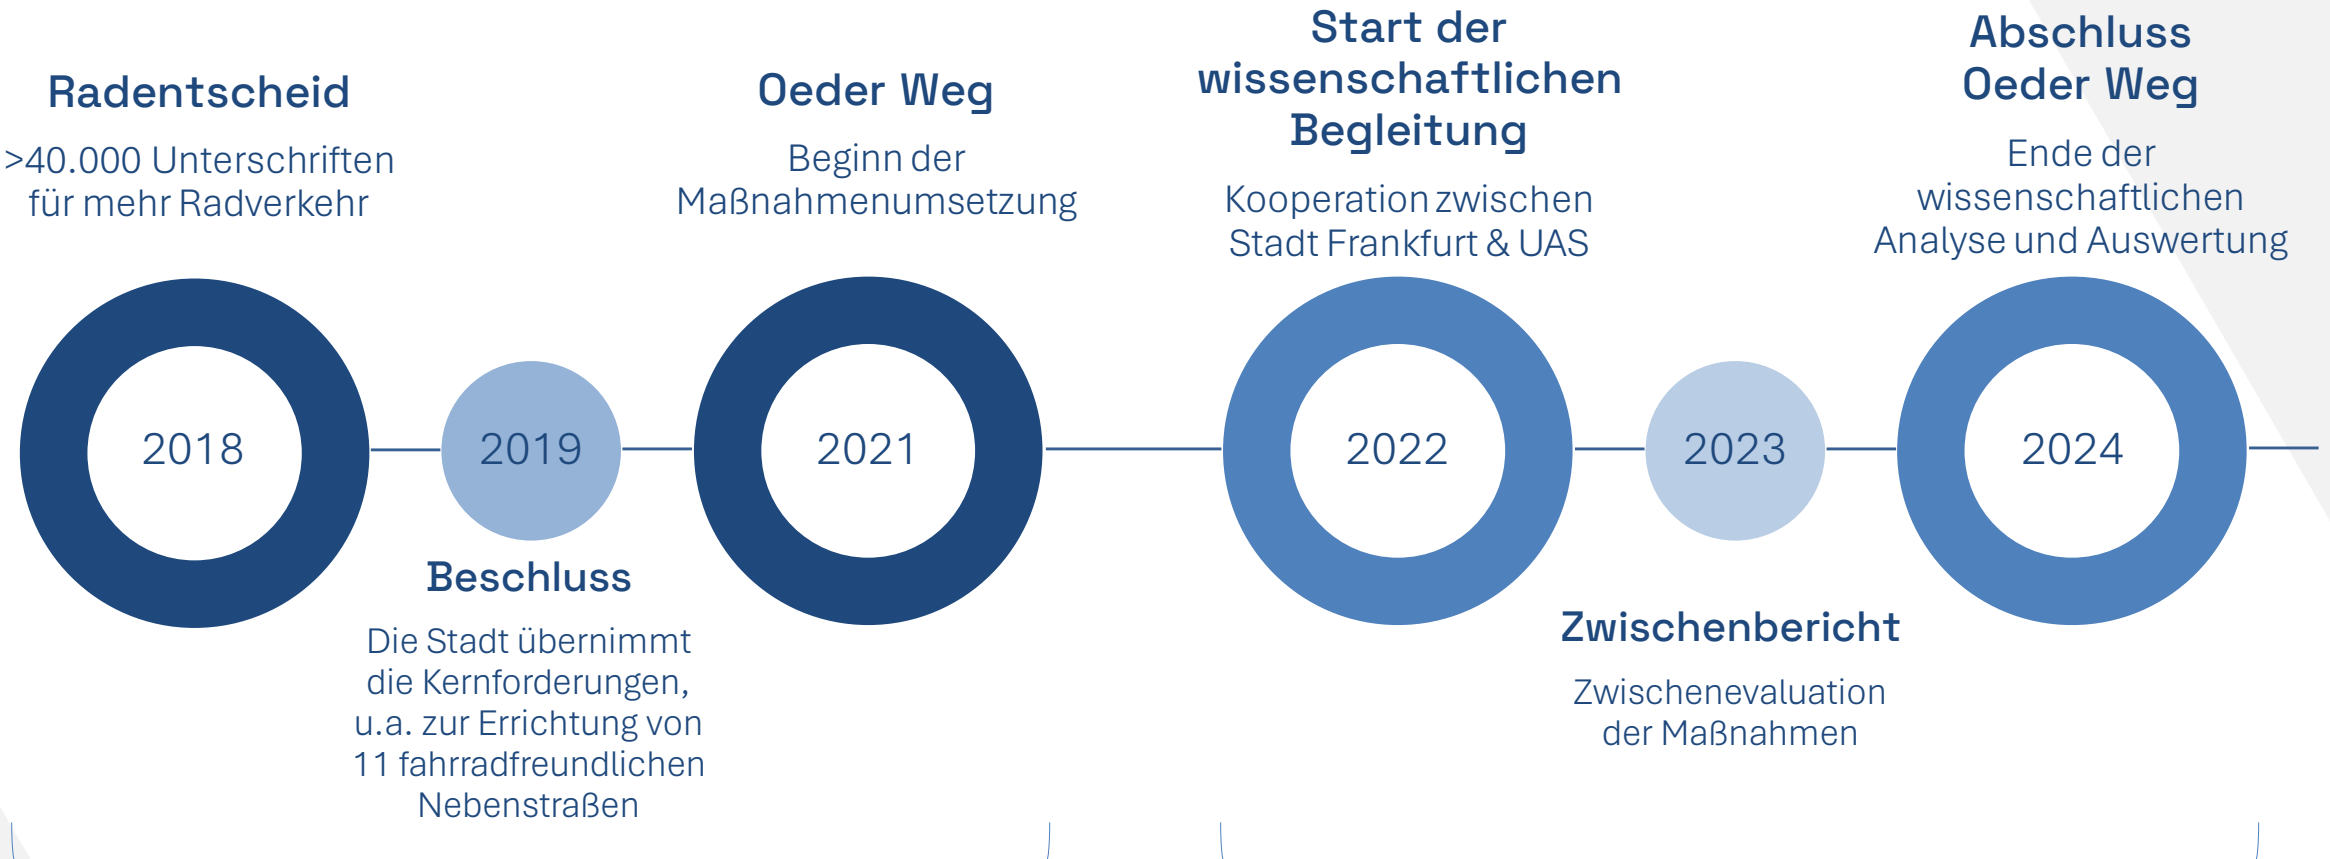 Radentscheid
>40.000 Unterschriften
für mehr Radverkehr
2018
2019
Beschluss
Die Stadt übernimmt
die Kernforderungen,
u.a. zur Errichtung von
11 fahrradfreundlichen
Nebenstraßen
Oeder Weg
Beginn der
Maßnahmenumsetzung
2021
Start der
wissenschaftlichen
Begleitung
Kooperation zwischen
Stadt Frankfurt & UAS
2022
2023
Zwischenbericht
Zwischenevaluation
der Maßnahmen
Abschluss
Oeder Weg
Ende der
wissenschaftlichen
Analyse und Auswertung
2024